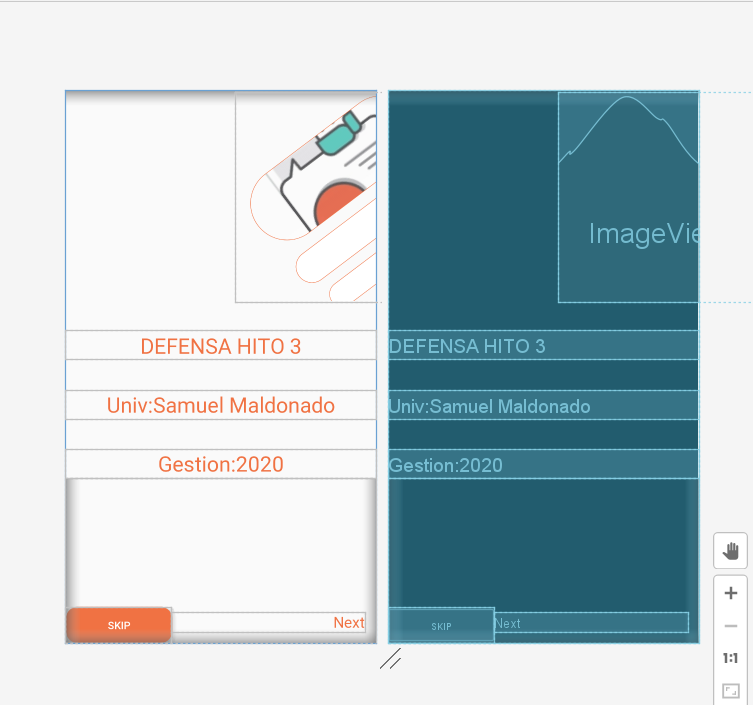 DEFENSA HITO 3
Univ:Samuel Maldonado
Gestion:2020
SKIP
Next
ImageVie
DEFENSA HITO 3
Univ:Samuel Maldonado
Gestion:2020
SKIP
Next
1:1